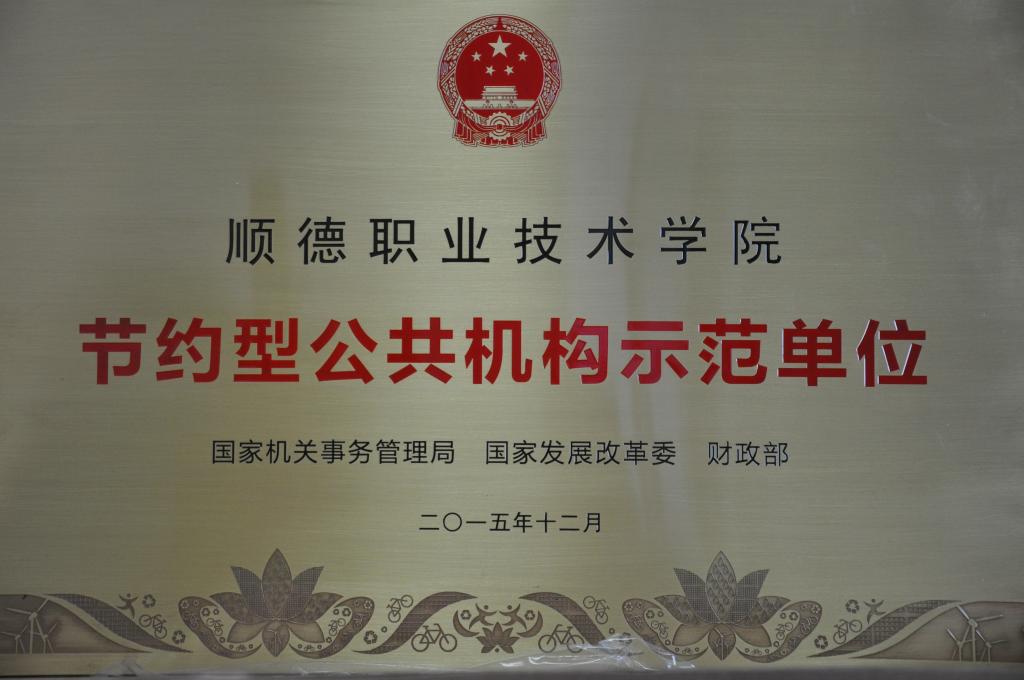 顺德职业技术学院
节约型公共机构示范单位
国家机关事务管理局 国家发展改革委 财政部
二〇一五年十二月